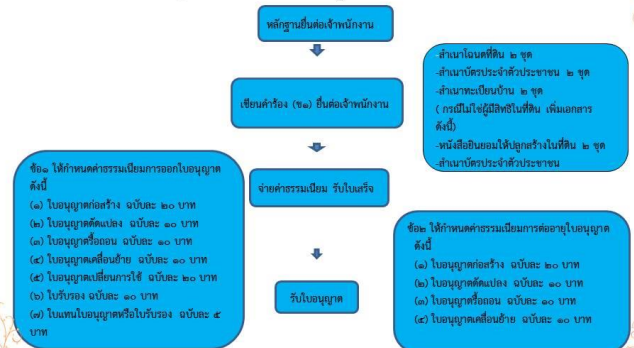 หลักฐานยื่นต่อเจ้าพนักงาน
-สำเนาโฉนดที่ดิน ๒ ชุด
-สำเนาบัตรประจำตัวประชาชน ๒ ชุด
-สำเนาทะเบียนบ้าน ๒ ชุด
( กรณีไม่ใช่ผู้มีสิทธิในที่ดิน เพิ่มเอกสาร
ดังนี้)
-หนังสือยินยอมให้ปลูกสร้างในที่ดิน ๒ ชุด
-สำเนาบัตรประจำตัวประชาชน
เขียนคำร้อง (ข๑) ยื่นต่อเจ้าพนักงาน
จ่ายค่าธรรมเนียม รับใบเสร็จ
ข้อ๑ ให้กำหนดค่าธรรมเนียมการออกใบอนุญาต
ดังนี้
(๑) ใบอนุญาตก่อสร้าง ฉบับละ ๒๐ บาท
(๒) ใบอนุญาตดัดแปลง ฉบับละ ๑๐ บาท
(๓) ใบอนุญาตรื้อถอน ฉบับละ ๑๐ บาท
(๔) ใบอนุญาตเคลื่อนย้าย ฉบับละ ๑๐ บาท
(๕) ใบอนุญาตเปลี่ยนการใช้ ฉบับละ ๒๐ บาท
(๖) ใบรับรอง ฉบับละ ๑๐ บาท
(๗) ใบแทนใบอนุญาตหรือใบรับรอง ฉบับละ ๕
บาท
ข้อ๒ ให้กำหนดค่าธรรมเนียมการต่ออายุใบอนุญาต
ดังนี้
(๑) ใบอนุญาตก่อสร้าง ฉบับละ ๒๐ บาท
(๒) ใบอนุญาตดัดแปลง ฉบับละ ๑๐ บาท
(๓) ใบอนุญาตรื้อถอน ฉบับละ ๑๐ บาท
(๔) ใบอนุญาตเคลื่อนย้าย ฉบับละ ๑๐ บาท
รับใบอนุญาต